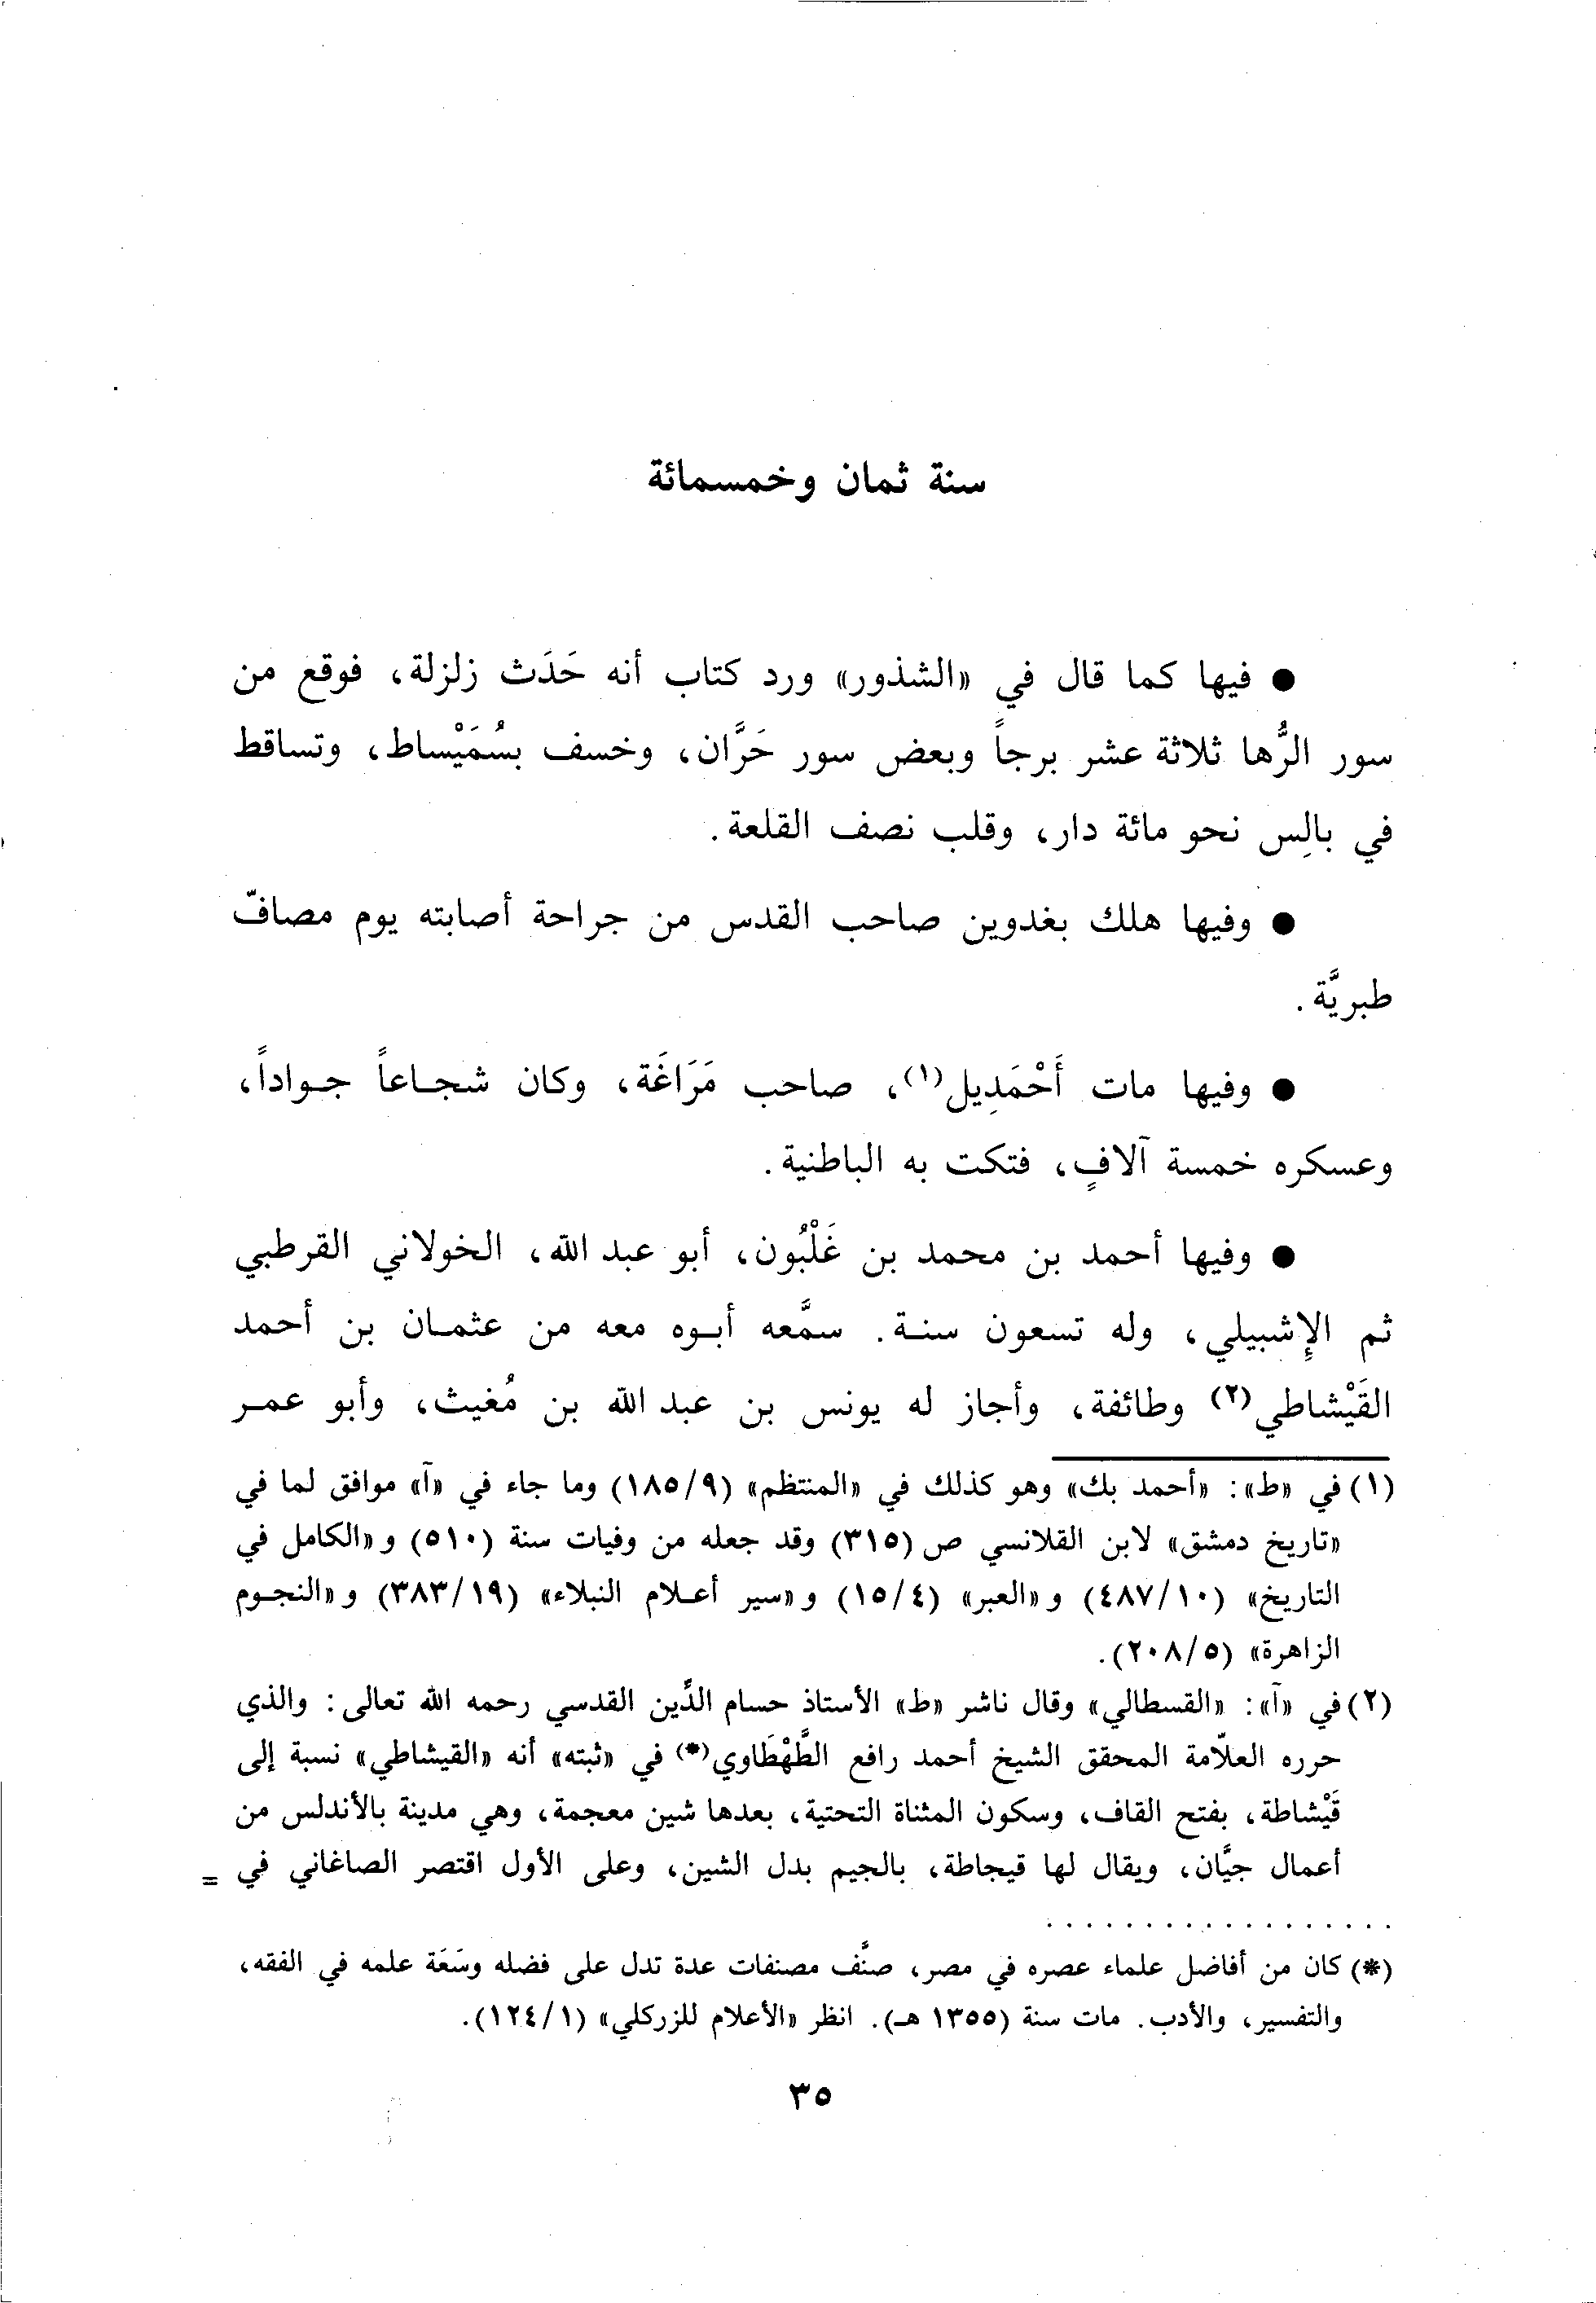 سنة ثمان وخمسمائة
● فيها كما قال في «الشذور» ورد كتاب أنه حَدَث زلزلة، فوقع من
سور الرُّها ثلاثة عشر برجاً وبعض سور حَرَّان، وخسف بسُمَيْساط، وتساقط
في بالِس نحو مائة دار، وقلب نصف القلعة.
● وفيها هلك بغدوين صاحب القدس من جراحة أصابته يوم مصافّ
طبريَّة.
● وفيها مات أَحْمَدِيل(١)، صاحب مَرَاغَة، وكان شجاعاً جواداً،
وعسكره خمسة آلافٍ، فتكت به الباطنية.
● وفيها أحمد بن محمد بن غَلْبُون، أبو عبد الله، الخولاني القرطبي
ثم الإشبيلي، وله تسعون سنة. سمَّعه أبوه معه من عثمان بن أحمد
القَيْشاطي(٢) وطائفة، وأجاز له يونس بن عبد الله بن مُغيث، وأبو عمر
(١) في «ط»: «أحمد بك» وهو كذلك في «المنتظم» (١٨٥/٩) وما جاء في «آ» موافق لما في
«تاريخ دمشق» لابن القلانسي ص (٣١٥) وقد جعله من وفيات سنة (٥١٠) و«الكامل في
التاريخ» (٤٨٧/١٠) و«العبر» (١٥/٤) و«سير أعلام النبلاء» (٣٨٣/١٩) و«النجوم
الزاهرة» (٢٠٨/٥).
(٢) في «آ»: «القسطالي» وقال ناشر «ط» الأستاذ حسام الدِّين القدسي رحمه الله تعالى: والذي
حرره العلاّمة المحقق الشيخ أحمد رافع الطَّهْطَاوي(*) في «ثبته» أنه «القيشاطي» نسبة إلى
قَيْشاطة، بفتح القاف، وسكون المثناة التحتية، بعدها شين معجمة، وهي مدينة بالأندلس من
أعمال جيَّان، ويقال لها قيجاطة، بالجيم بدل الشين، وعلى الأول اقتصر الصاغاني في =
. . . . . . . . . . . . . . . . . .
(*) كان من أفاضل علماء عصره في مصر، صنَّف مصنفات عدة تدل على فضله وسَعَة علمه في الفقه،
والتفسير، والأدب. مات سنة (١٣٥٥ هـ). انظر «الأعلام للزركلي» (١٢٤/١).
٣٥